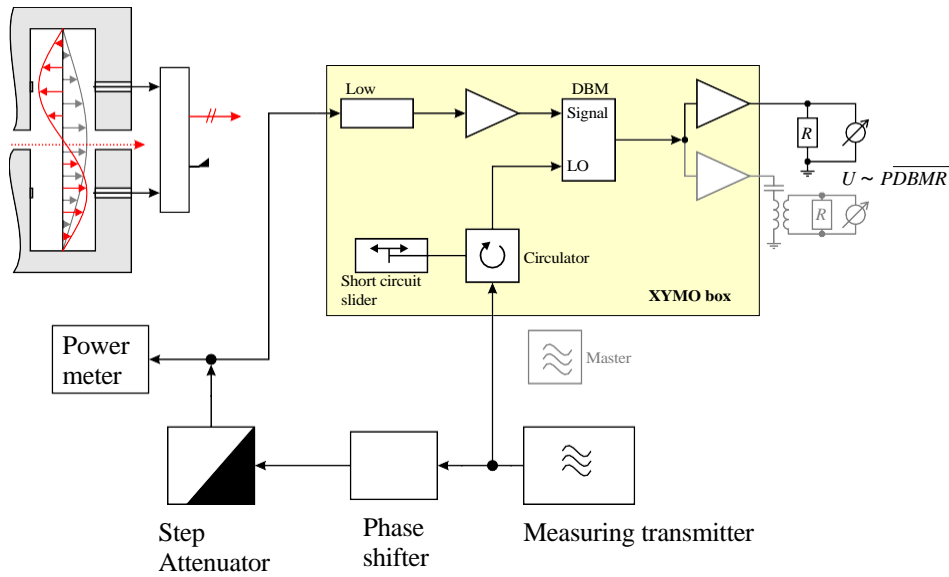 Low
DBM
Signal
LO
R
U ~ PDBMR
R
Circulator
Short circuit
slider
XYMO box
Power
meter
Master
Step
Attenuator
Phase
shifter
Measuring transmitter